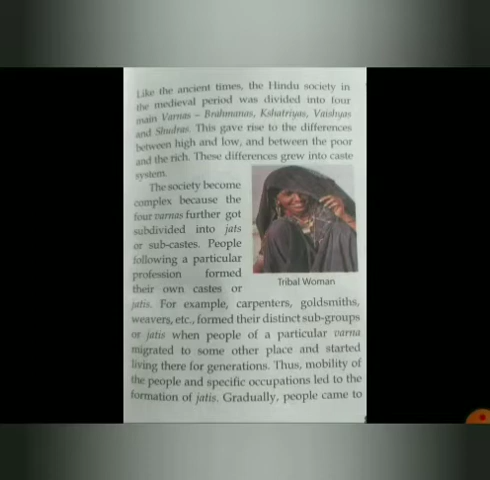 Like the ancient times, the Hindu society in
the medieval period was divided into four
main Varnas – Brahmanas, Kshatriyas, Vaishyas
and Shudras. This gave rise to the differences
between high and low, and between the poor
and the rich. These differences grew into caste
system.
The society become
complex because the
four varnas further got
subdivided into jats
or sub-castes. People
following a particular
profession formed
their own castes or
Tribal Woman
jatis. For example, carpenters, goldsmiths,
weavers, etc., formed their distinct sub-groups
or jatis when people of a particular varna
migrated to some other place and started
living there for generations. Thus, mobility of
the people and specific occupations led to the
formation of jatis. Gradually, people came to